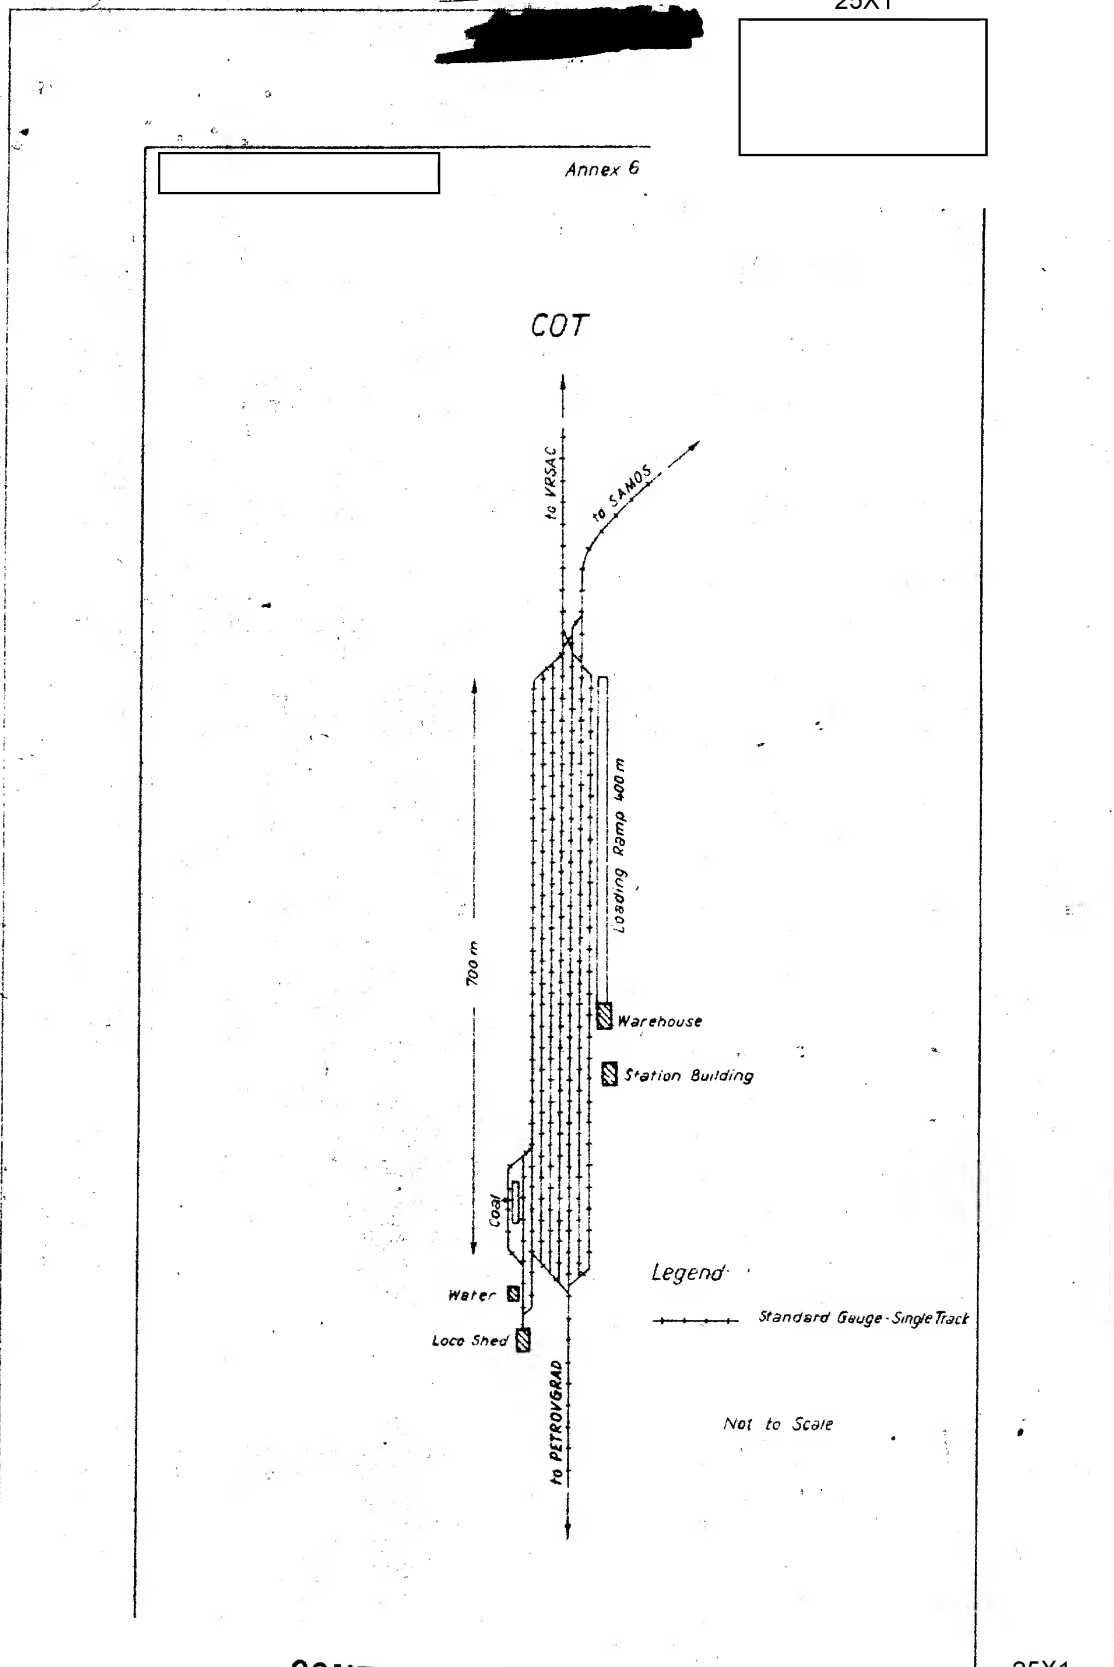 25X1
Annex 6
COT
to VRSAC
to SAMOS
Loading Ramp 400 m
700 m
Warehouse
Station Building
Coal
Water
Loco Shed
Legend
Standard Gauge - Single Track
to PETROVGRAD
Not to Scale
25X1